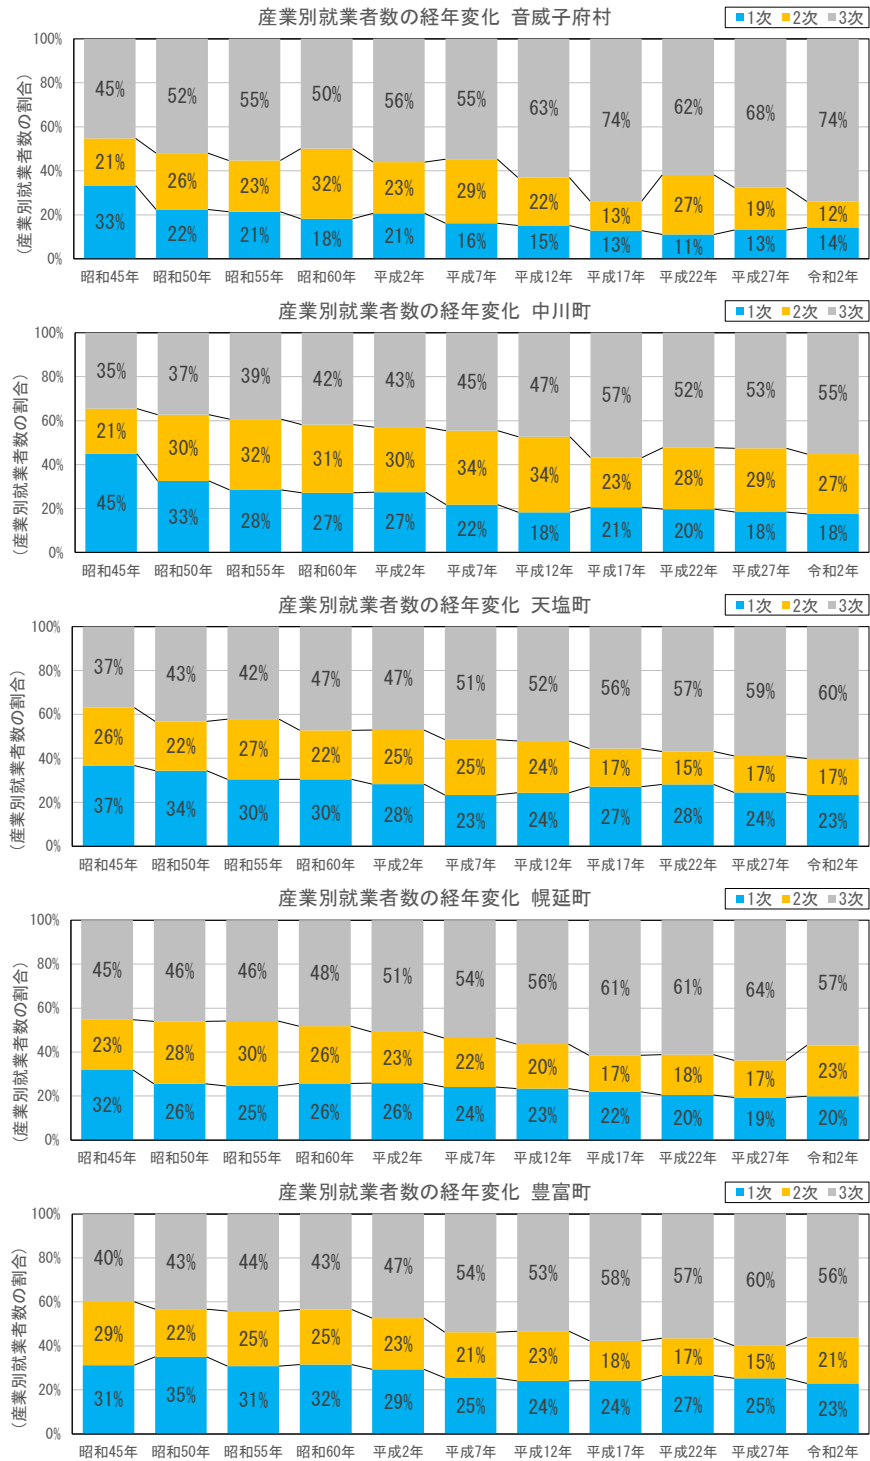 産業別就業者数の経年変化 音威子府村
■1次 ■2次 ■3次
(産業別就業者数の割合)
100%
80%
60%
40%
20%
0%
45% 52% 55% 50% 56% 55% 63% 74% 62% 68% 74%
21% 26% 23% 32% 23% 29% 22% 13% 27% 19% 12%
33% 22% 21% 18% 21% 16% 15% 13% 11% 13% 14%
昭和45年 昭和50年 昭和55年 昭和60年 平成2年 平成7年 平成12年 平成17年 平成22年 平成27年 令和2年
産業別就業者数の経年変化 中川町
■1次 ■2次 ■3次
(産業別就業者数の割合)
100%
80%
60%
40%
20%
0%
35% 37% 39% 42% 43% 45% 47% 57% 52% 53% 55%
21% 30% 32% 31% 30% 34% 34% 23% 28% 29% 27%
45% 33% 28% 27% 27% 22% 18% 21% 20% 18% 18%
昭和45年 昭和50年 昭和55年 昭和60年 平成2年 平成7年 平成12年 平成17年 平成22年 平成27年 令和2年
産業別就業者数の経年変化 天塩町
■1次 ■2次 ■3次
(産業別就業者数の割合)
100%
80%
60%
40%
20%
0%
37% 43% 42% 47% 47% 51% 52% 56% 57% 59% 60%
26% 22% 27% 22% 25% 25% 24% 17% 15% 17% 17%
37% 34% 30% 30% 28% 23% 24% 27% 28% 24% 23%
昭和45年 昭和50年 昭和55年 昭和60年 平成2年 平成7年 平成12年 平成17年 平成22年 平成27年 令和2年
産業別就業者数の経年変化 幌延町
■1次 ■2次 ■3次
(産業別就業者数の割合)
100%
80%
60%
40%
20%
0%
45% 46% 46% 48% 51% 54% 56% 61% 61% 64% 57%
23% 28% 30% 26% 23% 22% 20% 17% 18% 17% 23%
32% 26% 25% 26% 26% 24% 23% 22% 20% 19% 20%
昭和45年 昭和50年 昭和55年 昭和60年 平成2年 平成7年 平成12年 平成17年 平成22年 平成27年 令和2年
産業別就業者数の経年変化 豊富町
■1次 ■2次 ■3次
(産業別就業者数の割合)
100%
80%
60%
40%
20%
0%
40% 43% 44% 43% 47% 54% 53% 58% 57% 60% 56%
29% 22% 25% 25% 23% 21% 23% 18% 17% 15% 21%
31% 35% 31% 32% 29% 25% 24% 24% 27% 25% 23%
昭和45年 昭和50年 昭和55年 昭和60年 平成2年 平成7年 平成12年 平成17年 平成22年 平成27年 令和2年